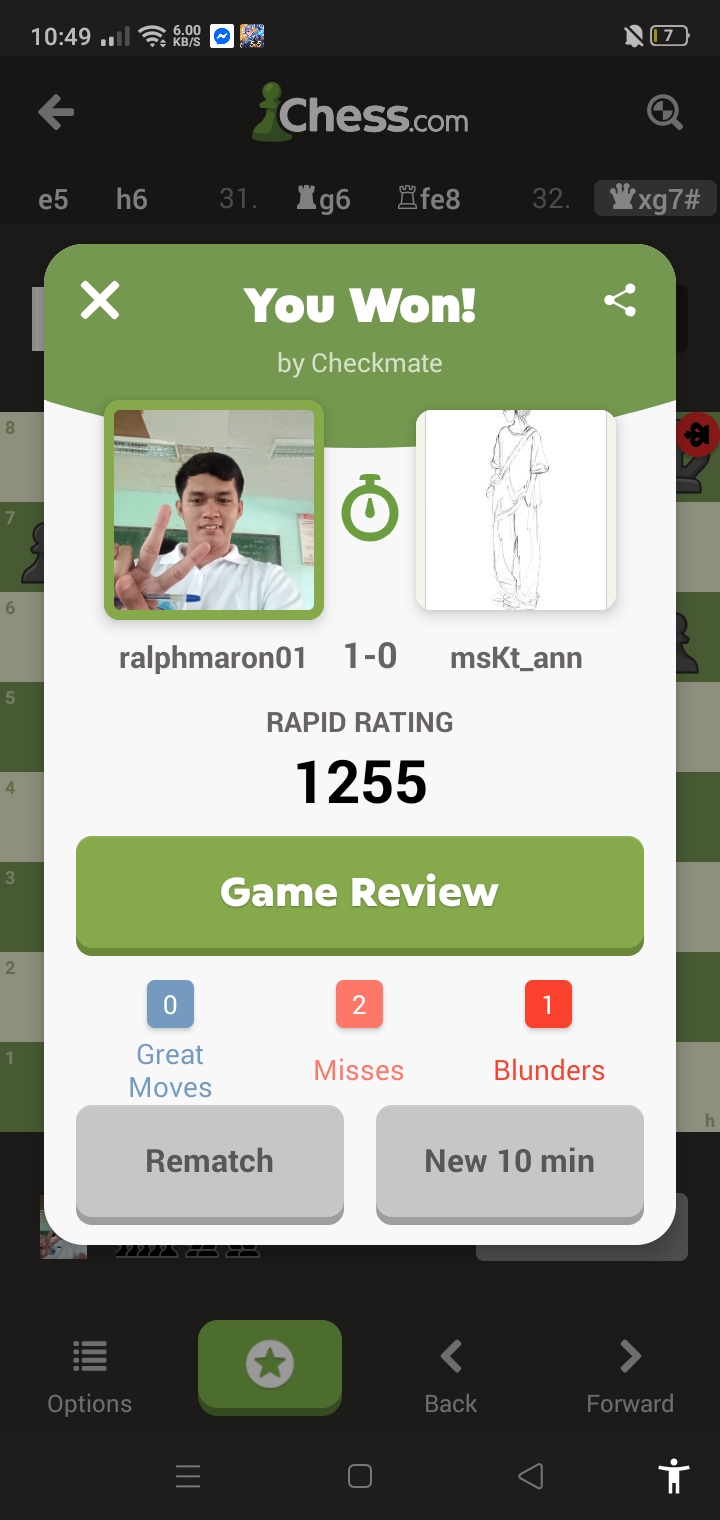 10:49 6.00 KB/S 7
Chess.com
e5 h6 31. g6 fe8 32. xg7#
You Won!
by Checkmate
8
7
6
5
4
3
2
1
h
ralphmaron01 1-0 msKt_ann
RAPID RATING
1255
Game Review
0 2 1
Great Moves Misses Blunders
Rematch New 10 min
Options Back Forward